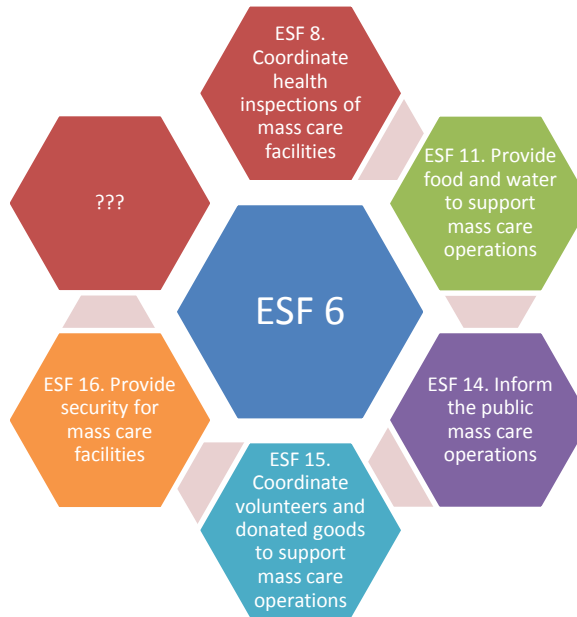 ESF 8.
Coordinate
health
inspections of
mass care
facilities
ESF 11. Provide
food and water
to support
mass care
operations
ESF 14. Inform
the public
mass care
operations
ESF 15.
Coordinate
volunteers and
donated goods
to support
mass care
operations
ESF 16. Provide
security for
mass care
facilities
???
ESF 6